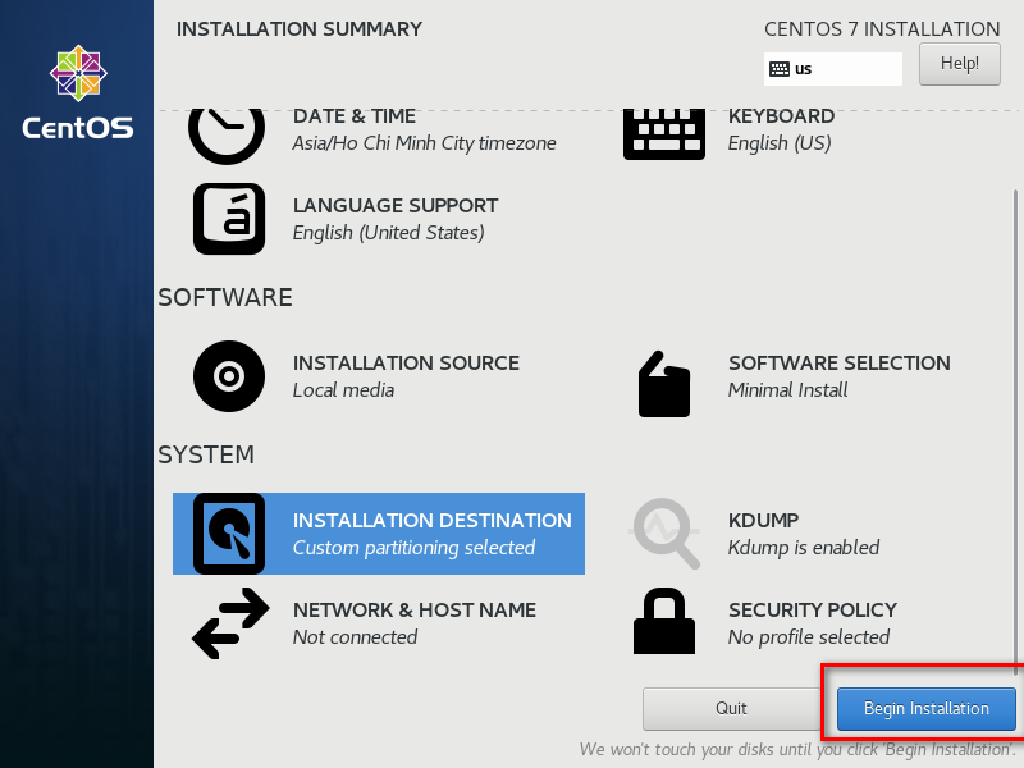 INSTALLATION SUMMARY
CENTOS 7 INSTALLATION
us
Help!
CentOS
DATE & TIME
Asia/Ho Chi Minh City timezone
KEYBOARD
English (US)
LANGUAGE SUPPORT
English (United States)
SOFTWARE
INSTALLATION SOURCE
Local media
SOFTWARE SELECTION
Minimal Install
SYSTEM
INSTALLATION DESTINATION
Custom partitioning selected
KDUMP
Kdump is enabled
NETWORK & HOST NAME
Not connected
SECURITY POLICY
No profile selected
Quit
Begin Installation
We won't touch your disks until you click 'Begin Installation'.